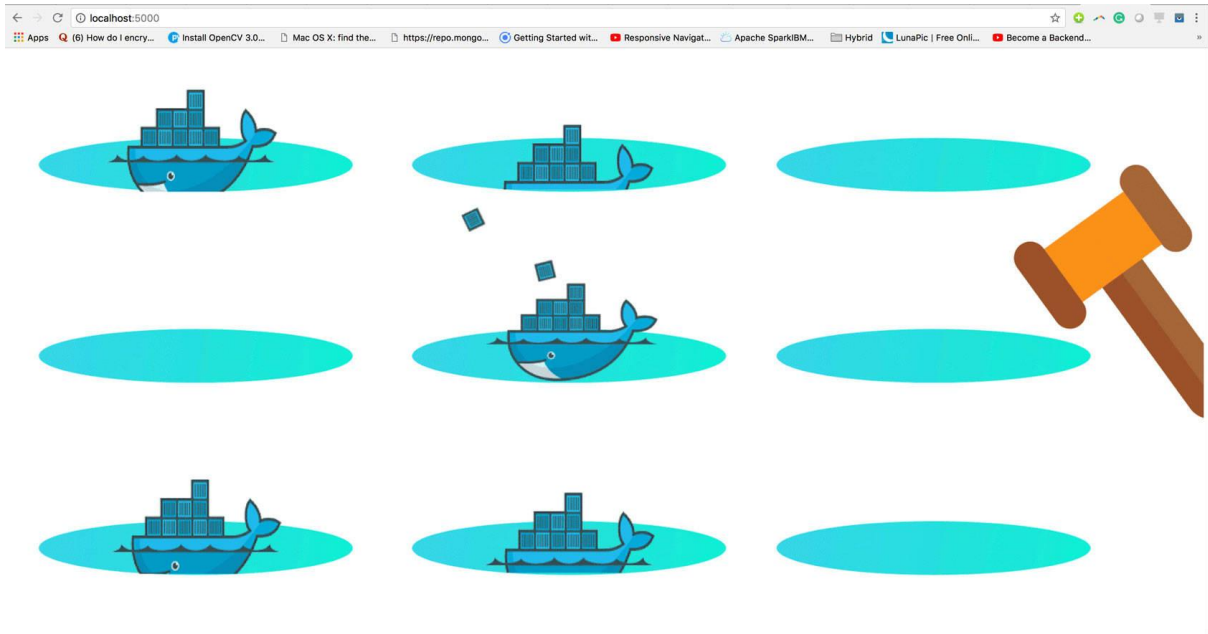 localhost:5000
Apps (6) How do I encry... Install OpenCV 3.0... Mac OS X: find the... https://repo.mongo... Getting Started wit... Responsive Navigat... Apache SparkIBM... Hybrid LunaPic | Free Onli... Become a Backend... »